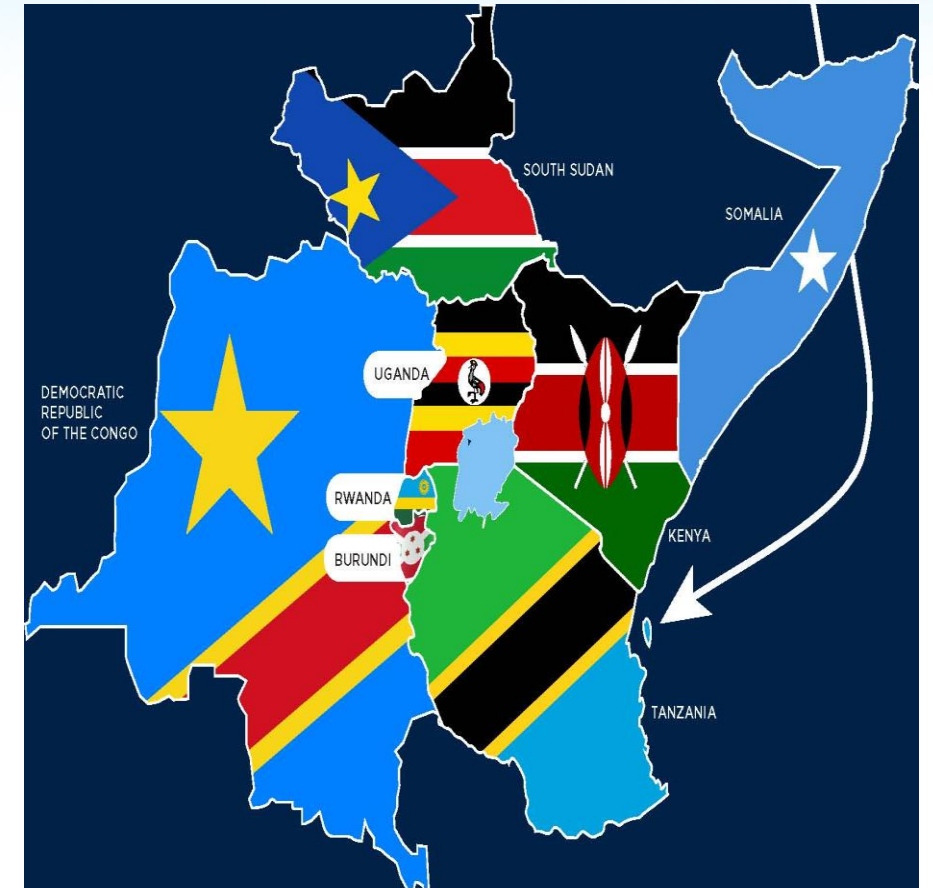 SOUTH SUDAN
SOMALIA
UGANDA
DEMOCRATIC
REPUBLIC
OF THE CONGO
RWANDA
KENYA
BURUNDI
TANZANIA